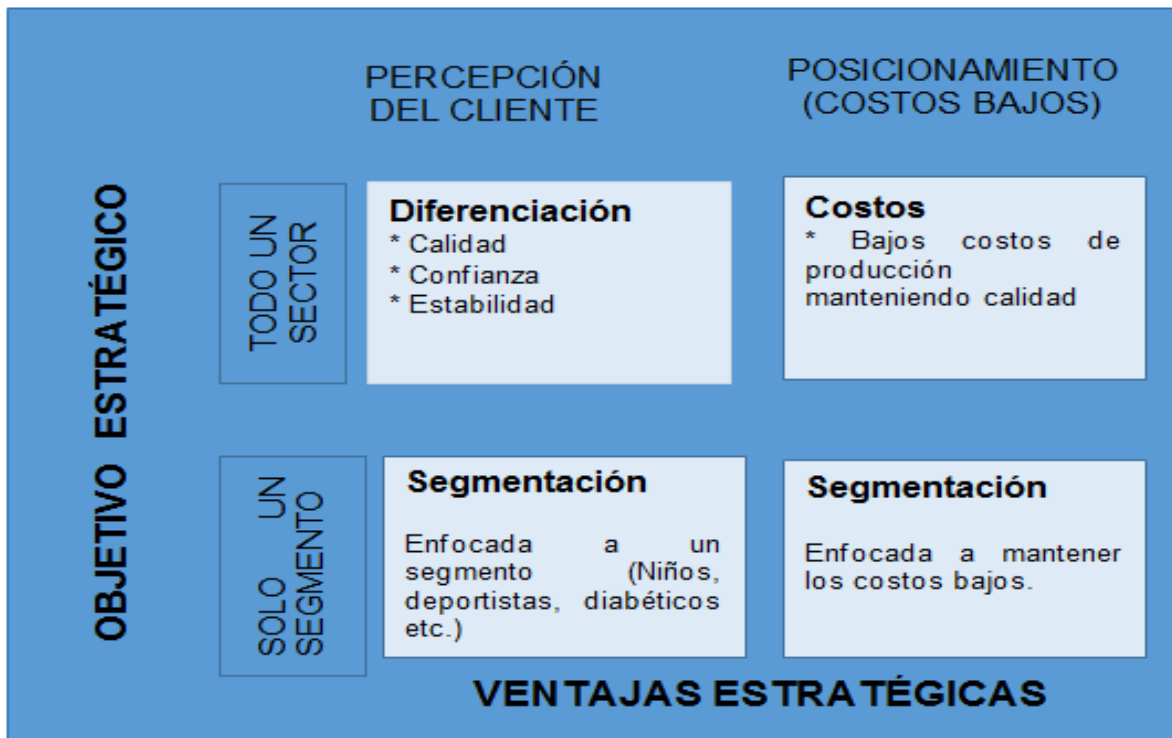 PERCEPCIÓN
DEL CLIENTE
POSICIONAMIENTO
(COSTOS BAJOS)
OBJETIVO ESTRATÉGICO
TODO UN
SECTOR
Diferenciación
* Calidad
* Confianza
* Estabilidad
Costos
* Bajos costos de
producción
manteniendo calidad
SOLO UN
SEGMENTO
Segmentación
Enfocada a un
segmento (Niños,
deportistas, diabéticos
etc.)
Segmentación
Enfocada a mantener
los costos bajos.
VENTAJAS ESTRATÉGICAS